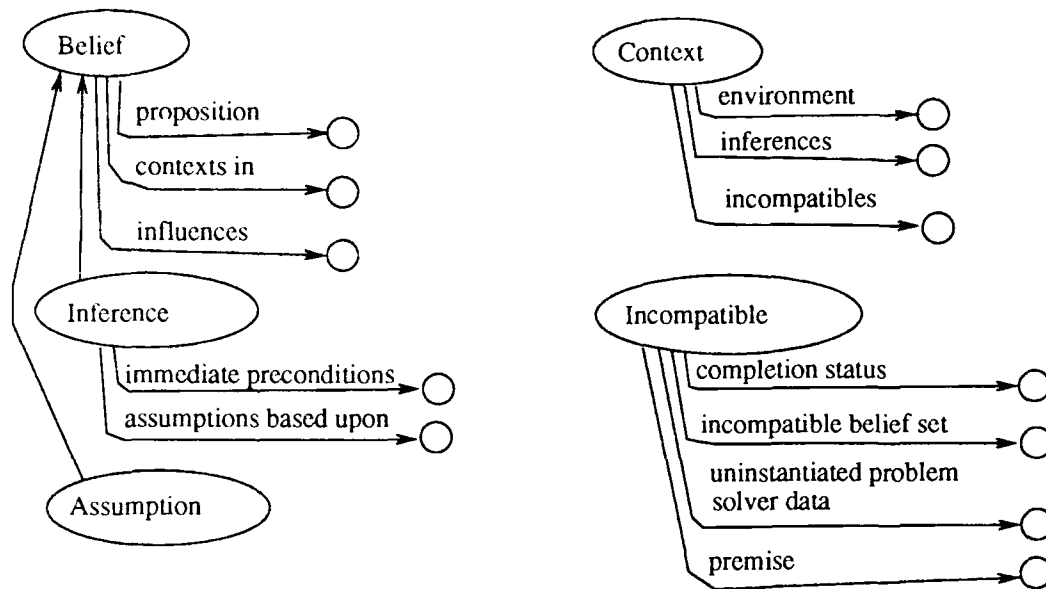 Belief
proposition
contexts in
influences
Inference
immediate preconditions
assumptions based upon
Assumption
Context
environment
inferences
incompatibles
Incompatible
completion status
incompatible belief set
uninstantiated problem
solver data
premise